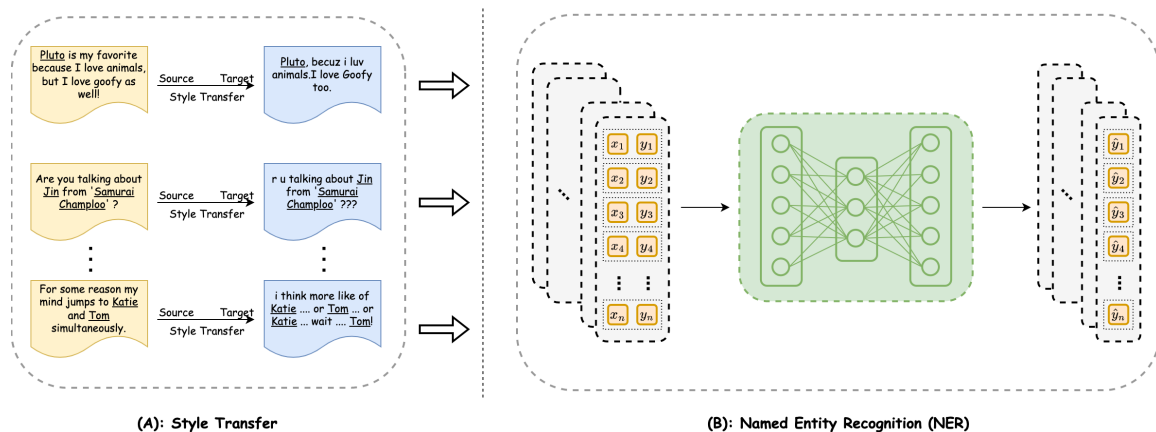 Pluto is my favorite
because I love animals,
but I love goofy as
well!
Source Target
Style Transfer
Pluto, becuz i luv
animals.I love Goofy
too.
Are you talking about
Jin from 'Samurai
Champloo' ?
Source Target
Style Transfer
r u talking about Jin
from 'Samurai
Champloo' ???
For some reason my
mind jumps to Katie
and Tom
simultaneously.
Source Target
Style Transfer
i think more like of
Katie .... or Tom ... or
Katie ... wait .... Tom!
(A): Style Transfer
x₁ y₁
x₂ y₂
x₃ y₃
x₄ y₄
xₙ yₙ
ŷ₁
ŷ₂
ŷ₃
ŷ₄
ŷₙ
(B): Named Entity Recognition (NER)